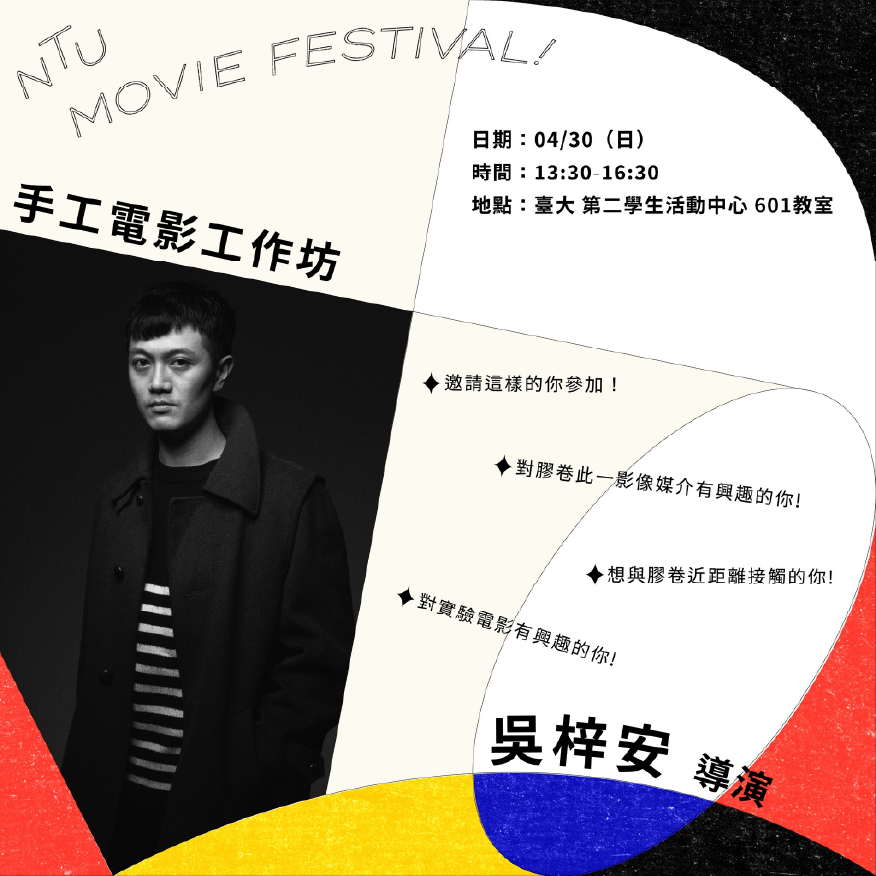 NTU
MOVIE FESTIVAL!
日期：04/30（日）
時間：13:30-16:30
地點：臺大 第二學生活動中心 601教室
手工電影工作坊
✦邀請這樣的你參加！
✦對膠卷此一影像媒介有興趣的你!
✦想與膠卷近距離接觸的你!
✦對實驗電影有興趣的你!
吳梓安 導演